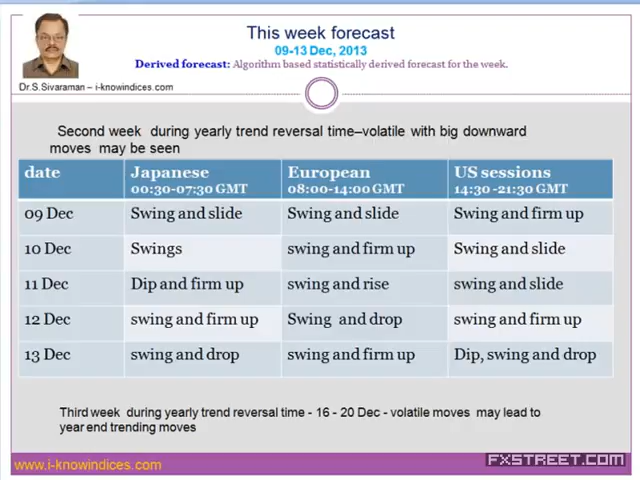 This week forecast
09-13 Dec, 2013
Derived forecast: Algorithm based statistically derived forecast for the week.
Dr.S.Sivaraman – i-knowindices.com
Second week during yearly trend reversal time–volatile with big downward
moves may be seen
date Japanese European US sessions
00:30-07:30 GMT 08:00-14:00 GMT 14:30 -21:30 GMT
09 Dec Swing and slide Swing and slide Swing and firm up
10 Dec Swings swing and firm up Swing and slide
11 Dec Dip and firm up swing and rise swing and slide
12 Dec swing and firm up Swing and drop swing and firm up
13 Dec swing and drop swing and firm up Dip, swing and drop
Third week during yearly trend reversal time - 16 - 20 Dec - volatile moves may lead to
year end trending moves
www.i-knowindices.com FXSTREET.COM